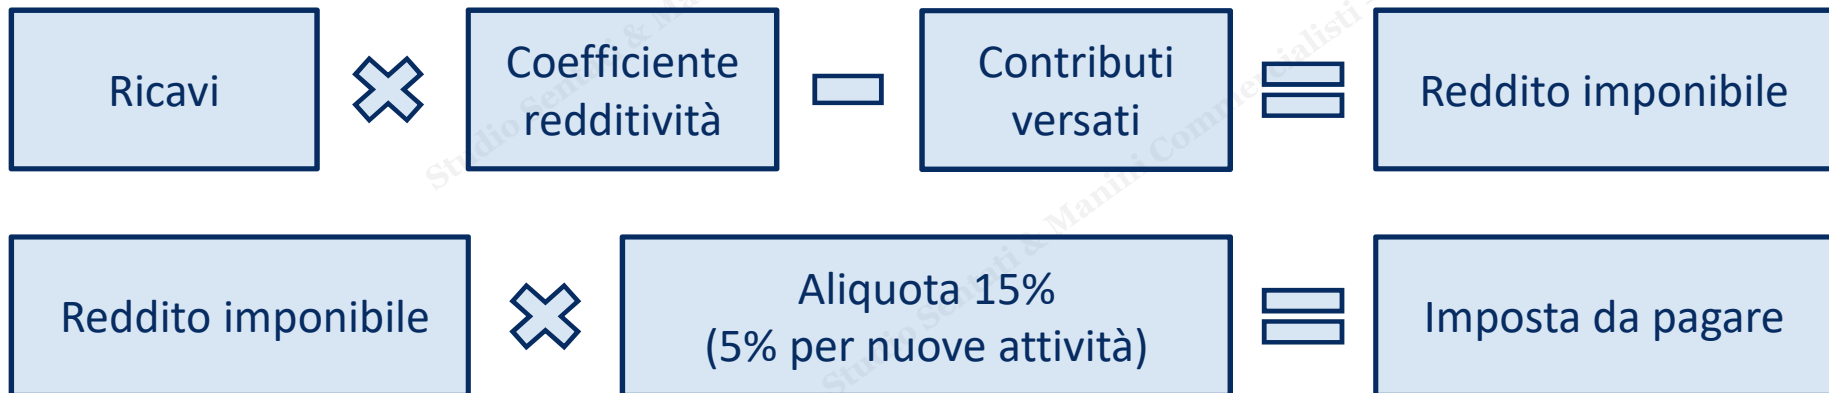 Ricavi
Coefficiente
redditività
Contributi
versati
Reddito imponibile
Reddito imponibile
Aliquota 15%
(5% per nuove attività)
Imposta da pagare